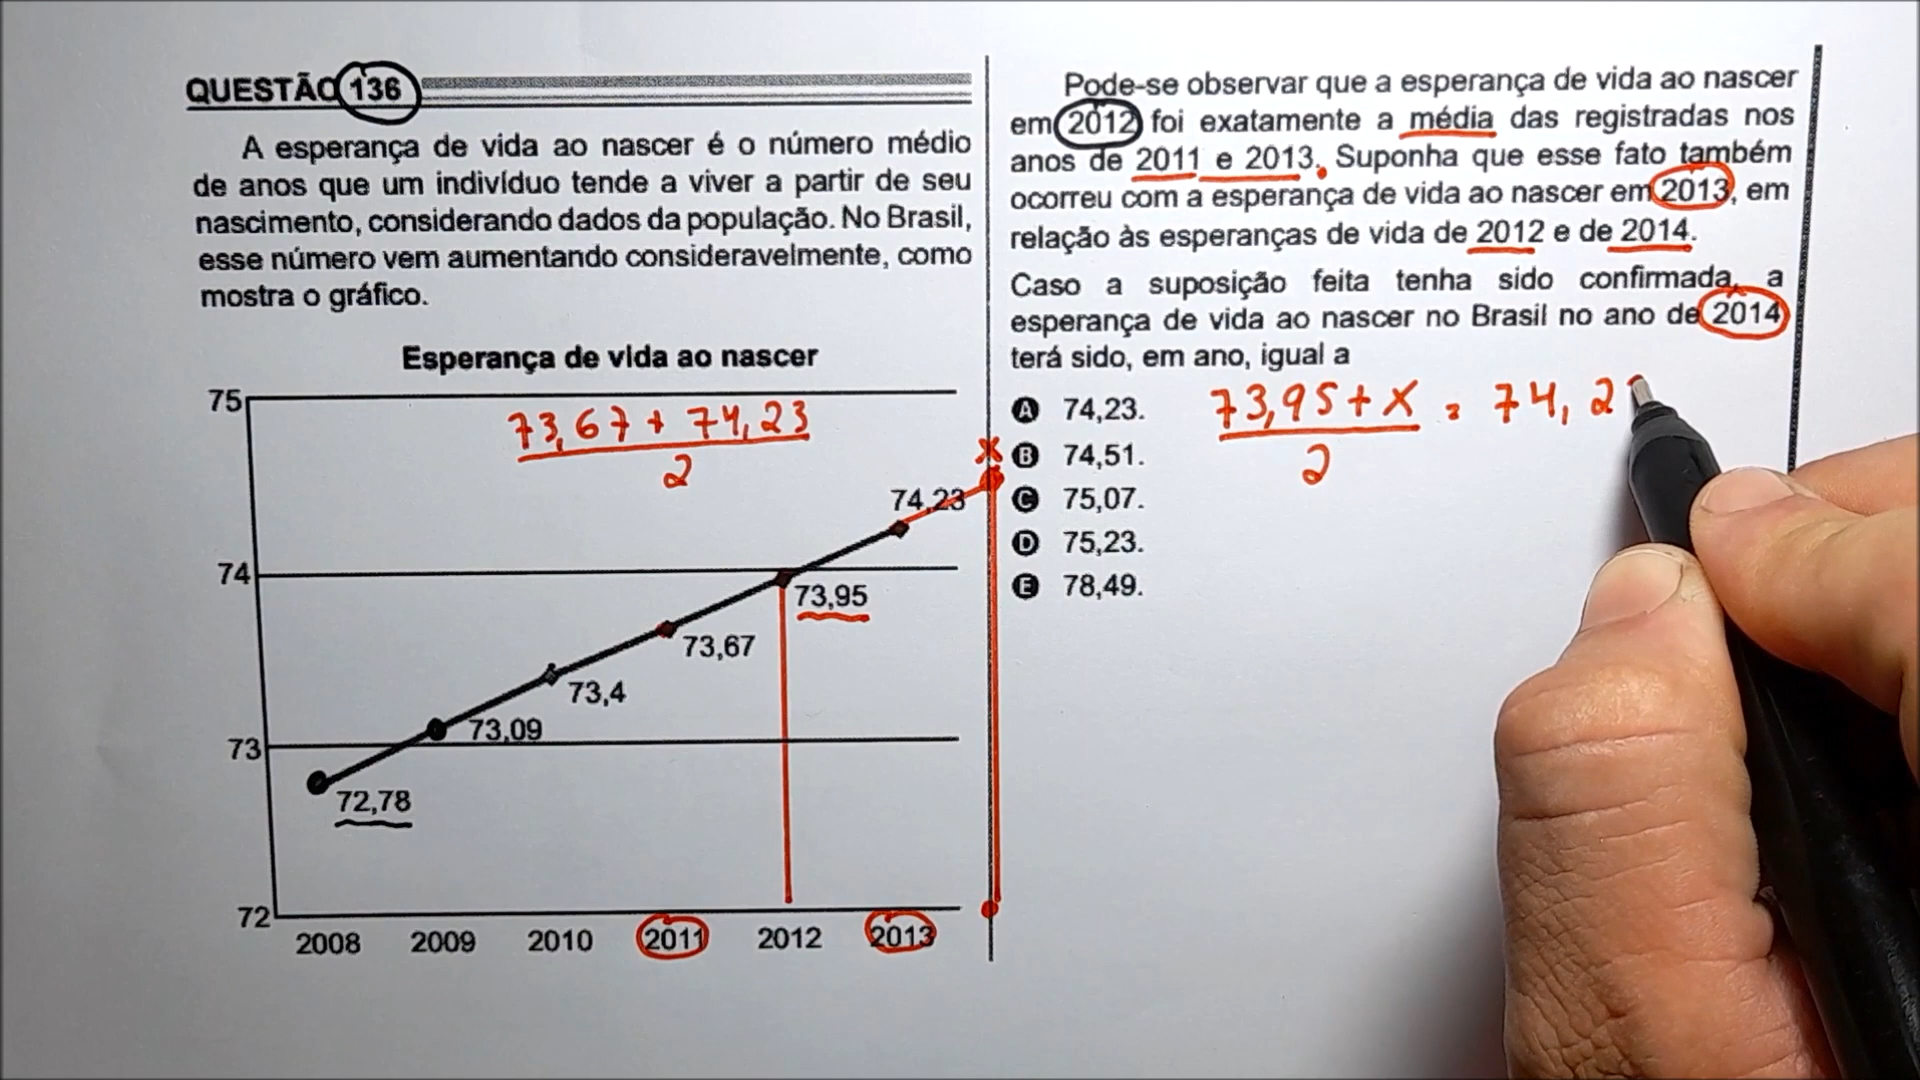 QUESTÃO 136
A esperança de vida ao nascer é o número médio
de anos que um indivíduo tende a viver a partir de seu
nascimento, considerando dados da população. No Brasil,
esse número vem aumentando consideravelmente, como
mostra o gráfico.
Esperança de vida ao nascer
75
73,67 + 74,23
2
74,23
74
73,95
73,67
73,4
73
73,09
72,78
72
2008 2009 2010 2011 2012 2013
x
Pode-se observar que a esperança de vida ao nascer
em 2012 foi exatamente a média das registradas nos
anos de 2011 e 2013. Suponha que esse fato também
ocorreu com a esperança de vida ao nascer em 2013, em
relação às esperanças de vida de 2012 e de 2014.
Caso a suposição feita tenha sido confirmada, a
esperança de vida ao nascer no Brasil no ano de 2014
terá sido, em ano, igual a
A 74,23.
B 74,51.
C 75,07.
D 75,23.
E 78,49.
73,95 + x = 74, 2
2